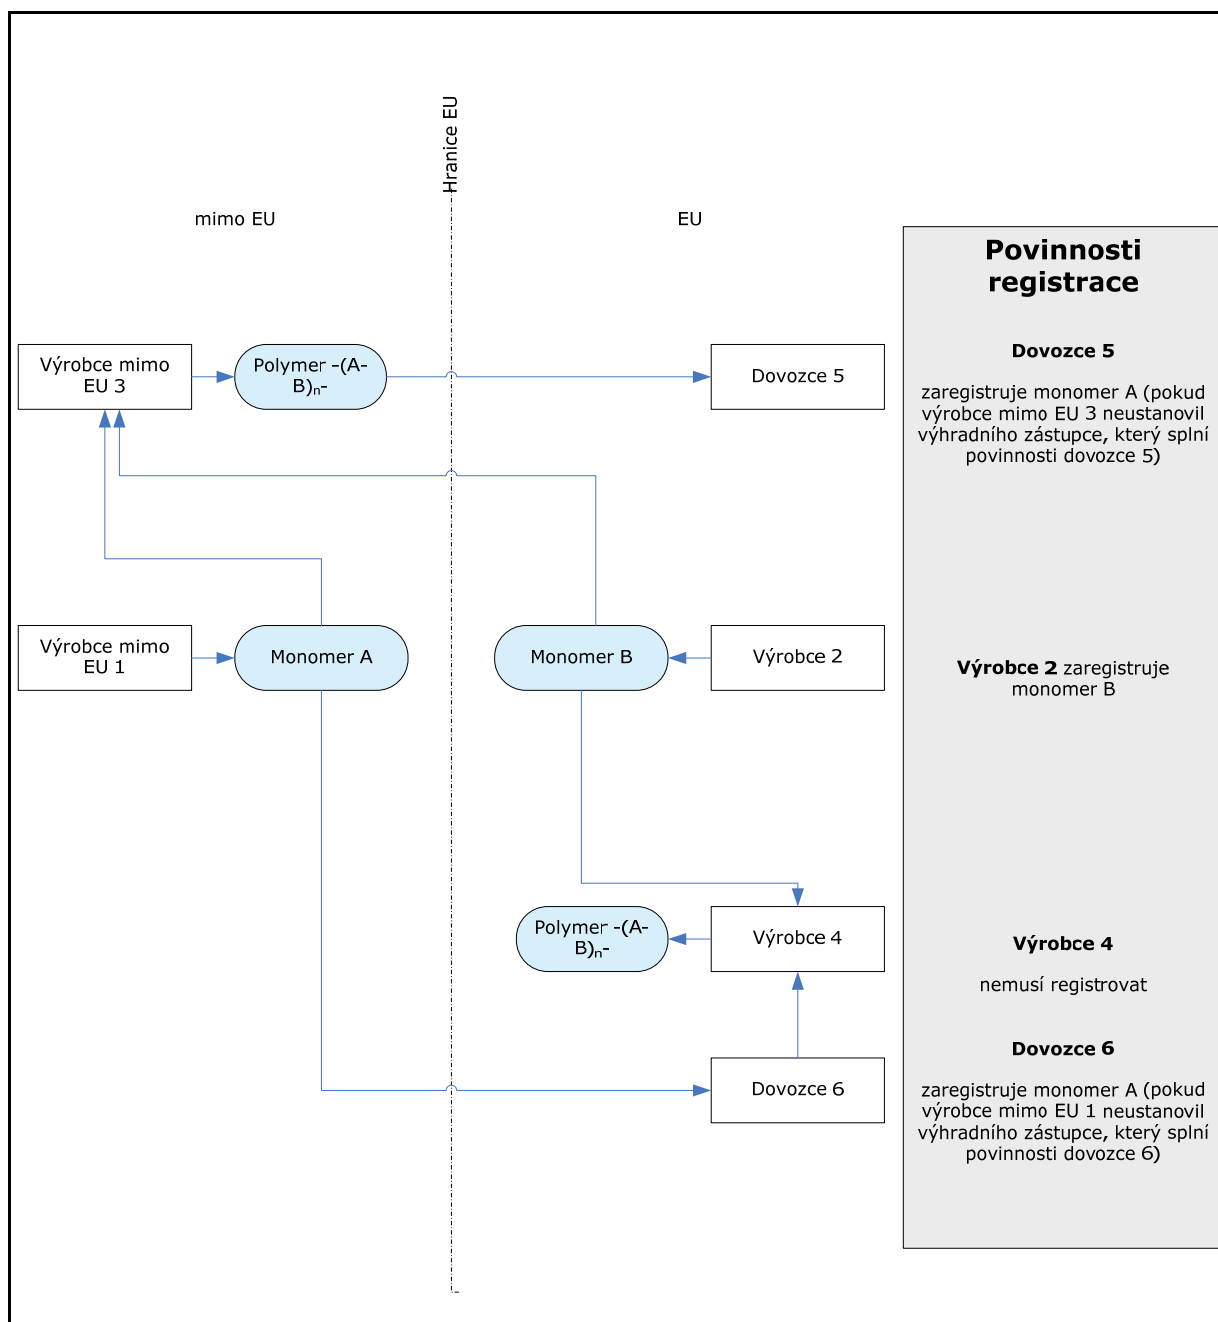 Hranice EU
mimo EU
EU
Povinnosti
registrace
Výrobce mimo
EU 3
Polymer -(A-
B)n-
Dovozce 5
Dovozce 5
zaregistruje monomer A (pokud
výrobce mimo EU 3 neustanovil
výhradního zástupce, který splní
povinnosti dovozce 5)
Výrobce mimo
EU 1
Monomer A
Monomer B
Výrobce 2
Výrobce 2 zaregistruje
monomer B
Polymer -(A-
B)n-
Výrobce 4
Výrobce 4
nemusí registrovat
Dovozce 6
Dovozce 6
zaregistruje monomer A (pokud
výrobce mimo EU 1 neustanovil
výhradního zástupce, který splní
povinnosti dovozce 6)